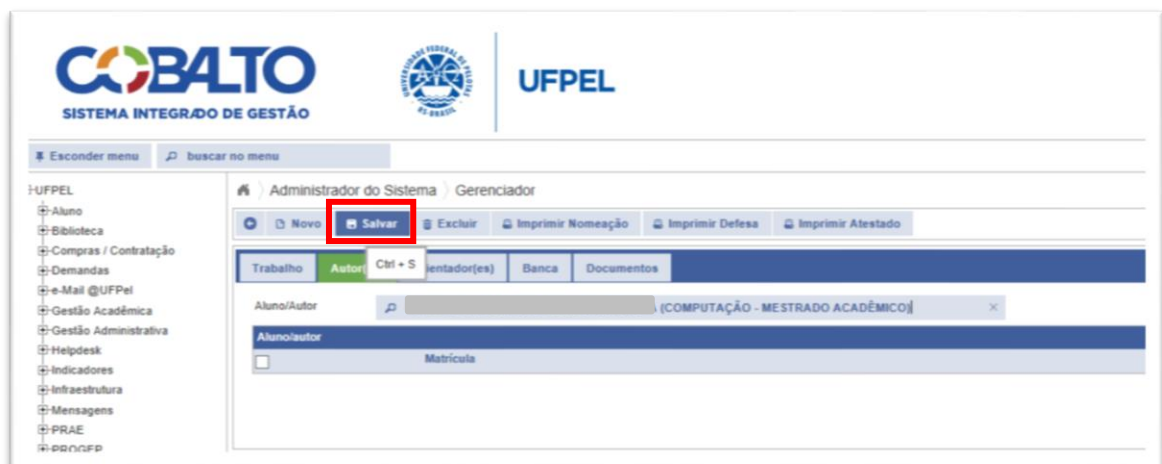 COBALTO
SISTEMA INTEGRADO DE GESTÃO
UFPEL
Esconder menu
buscar no menu
UFPEL
Aluno
Biblioteca
Compras / Contratação
Demandas
e-Mail @UFPel
Gestão Acadêmica
Gestão Administrativa
Helpdesk
Indicadores
Infraestrutura
Mensagens
PRAE
PROGEP
Administrador do Sistema Gerenciador
Novo Salvar Excluir Imprimir Nomeação Imprimir Defesa Imprimir Atestado
Ctrl + S
Trabalho Autor( ientador(es) Banca Documentos
Aluno/Autor (COMPUTAÇÃO - MESTRADO ACADÊMICO)
Aluno/autor
Matrícula